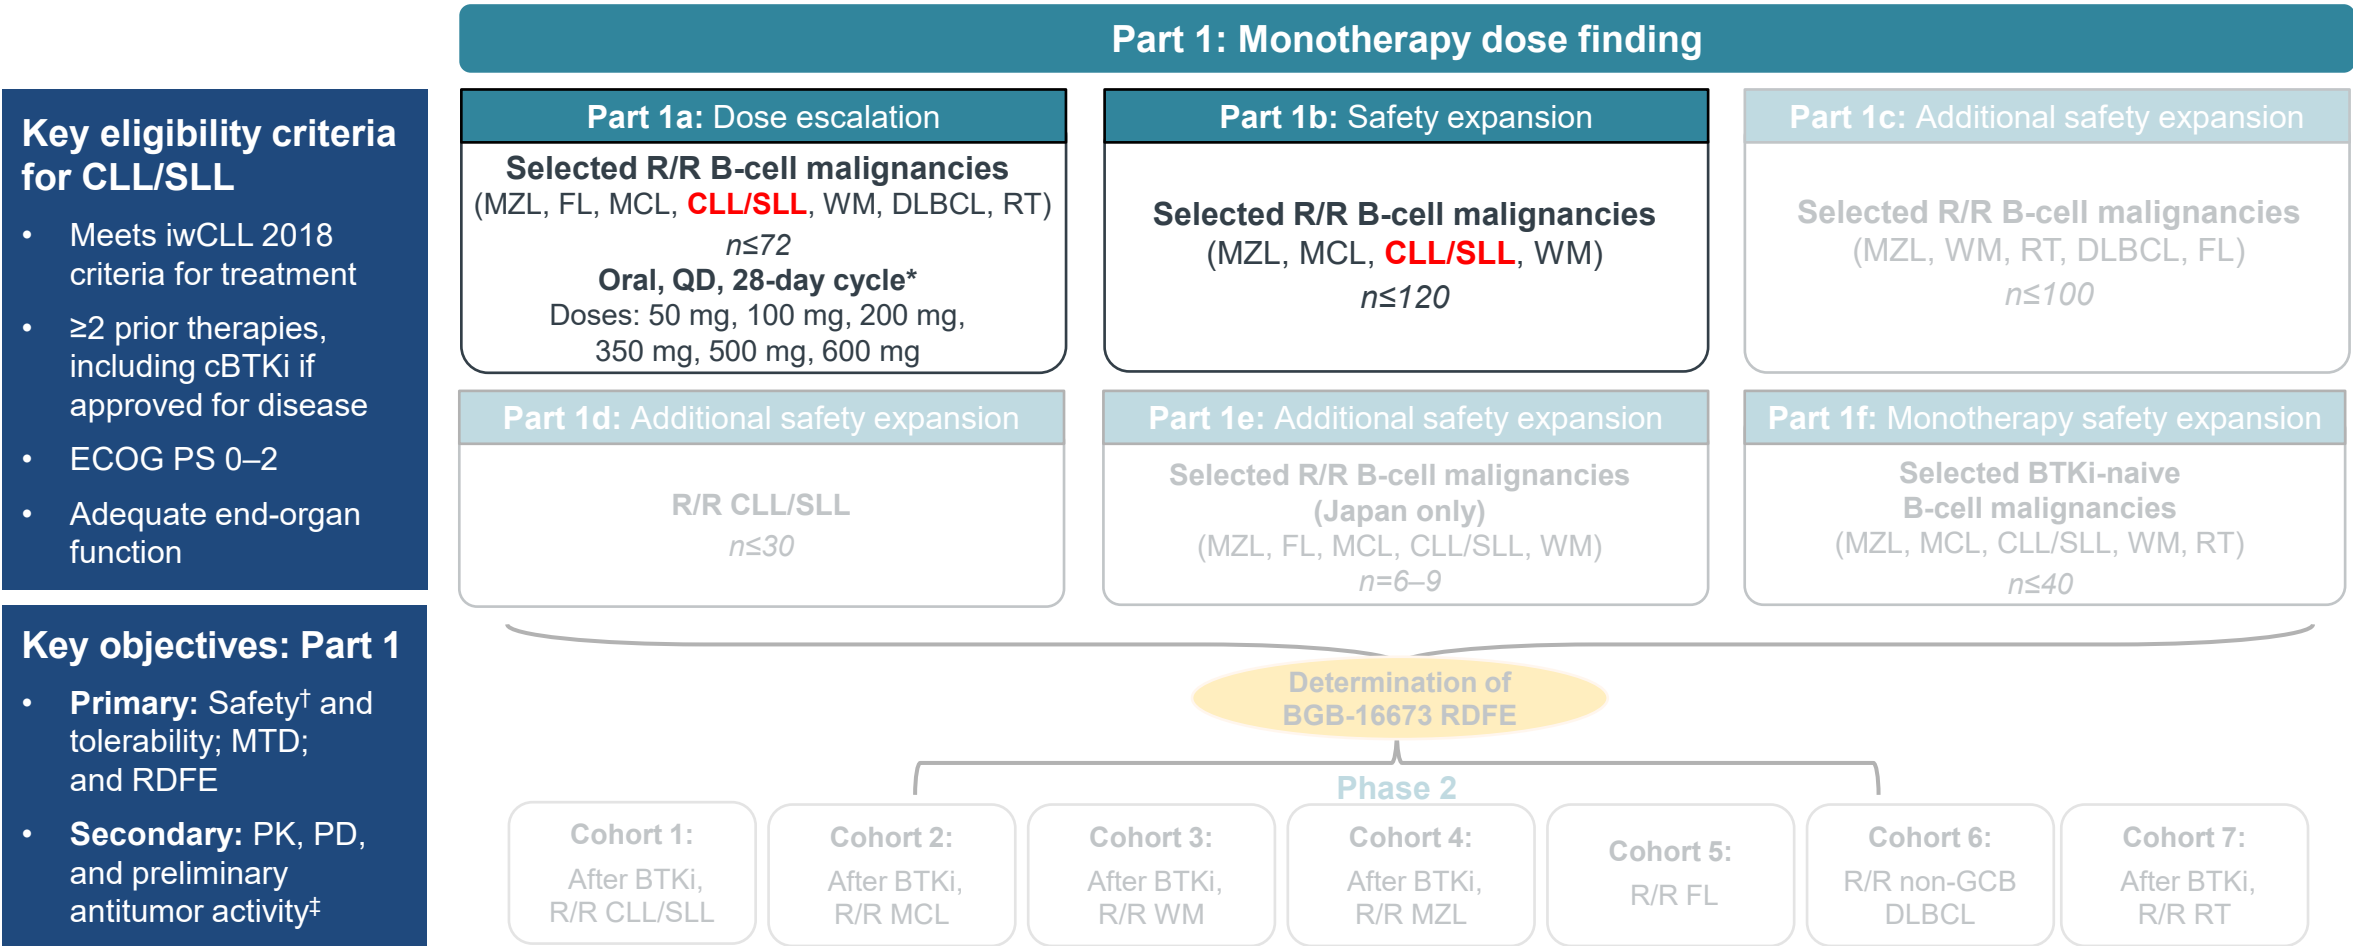 Part 1: Monotherapy dose finding
Key eligibility criteria
for CLL/SLL
• Meets iwCLL 2018
criteria for treatment
• ≥2 prior therapies,
including cBTKi if
approved for disease
• ECOG PS 0–2
• Adequate end-organ
function
Key objectives: Part 1
• Primary: Safety† and
tolerability; MTD;
and RDFE
• Secondary: PK, PD,
and preliminary
antitumor activity‡
Part 1a: Dose escalation
Selected R/R B-cell malignancies
(MZL, FL, MCL, CLL/SLL, WM, DLBCL, RT)
n≤72
Oral, QD, 28-day cycle*
Doses: 50 mg, 100 mg, 200 mg,
350 mg, 500 mg, 600 mg
Part 1b: Safety expansion
Selected R/R B-cell malignancies
(MZL, MCL, CLL/SLL, WM)
n≤120
Part 1c: Additional safety expansion
Selected R/R B-cell malignancies
(MZL, WM, RT, DLBCL, FL)
n≤100
Part 1d: Additional safety expansion
R/R CLL/SLL
n≤30
Part 1e: Additional safety expansion
Selected R/R B-cell malignancies
(Japan only)
(MZL, FL, MCL, CLL/SLL, WM)
n=6–9
Part 1f: Monotherapy safety expansion
Selected BTKi-naive
B-cell malignancies
(MZL, MCL, CLL/SLL, WM, RT)
n≤40
Determination of
BGB-16673 RDFE
Phase 2
Cohort 1:
After BTKi,
R/R CLL/SLL
Cohort 2:
After BTKi,
R/R MCL
Cohort 3:
After BTKi,
R/R WM
Cohort 4:
After BTKi,
R/R MZL
Cohort 5:
R/R FL
Cohort 6:
R/R non-GCB
DLBCL
Cohort 7:
After BTKi,
R/R RT